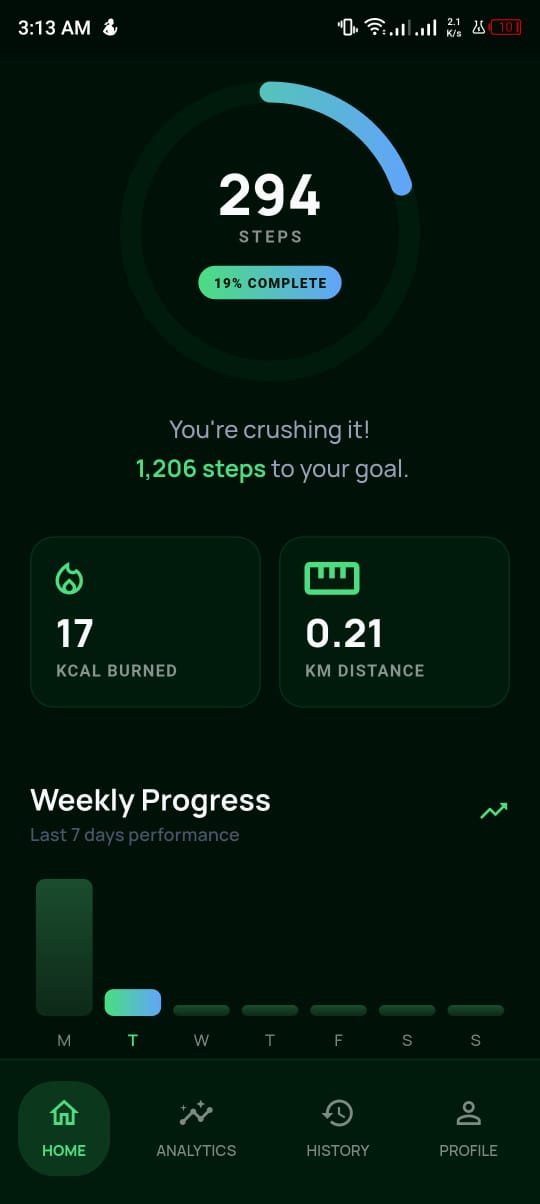 3:13 AM 2.1 K/s 10
294
STEPS
19% COMPLETE
You're crushing it!
1,206 steps to your goal.
17 0.21
KCAL BURNED KM DISTANCE
Weekly Progress
Last 7 days performance
M T W T F S S
HOME ANALYTICS HISTORY PROFILE